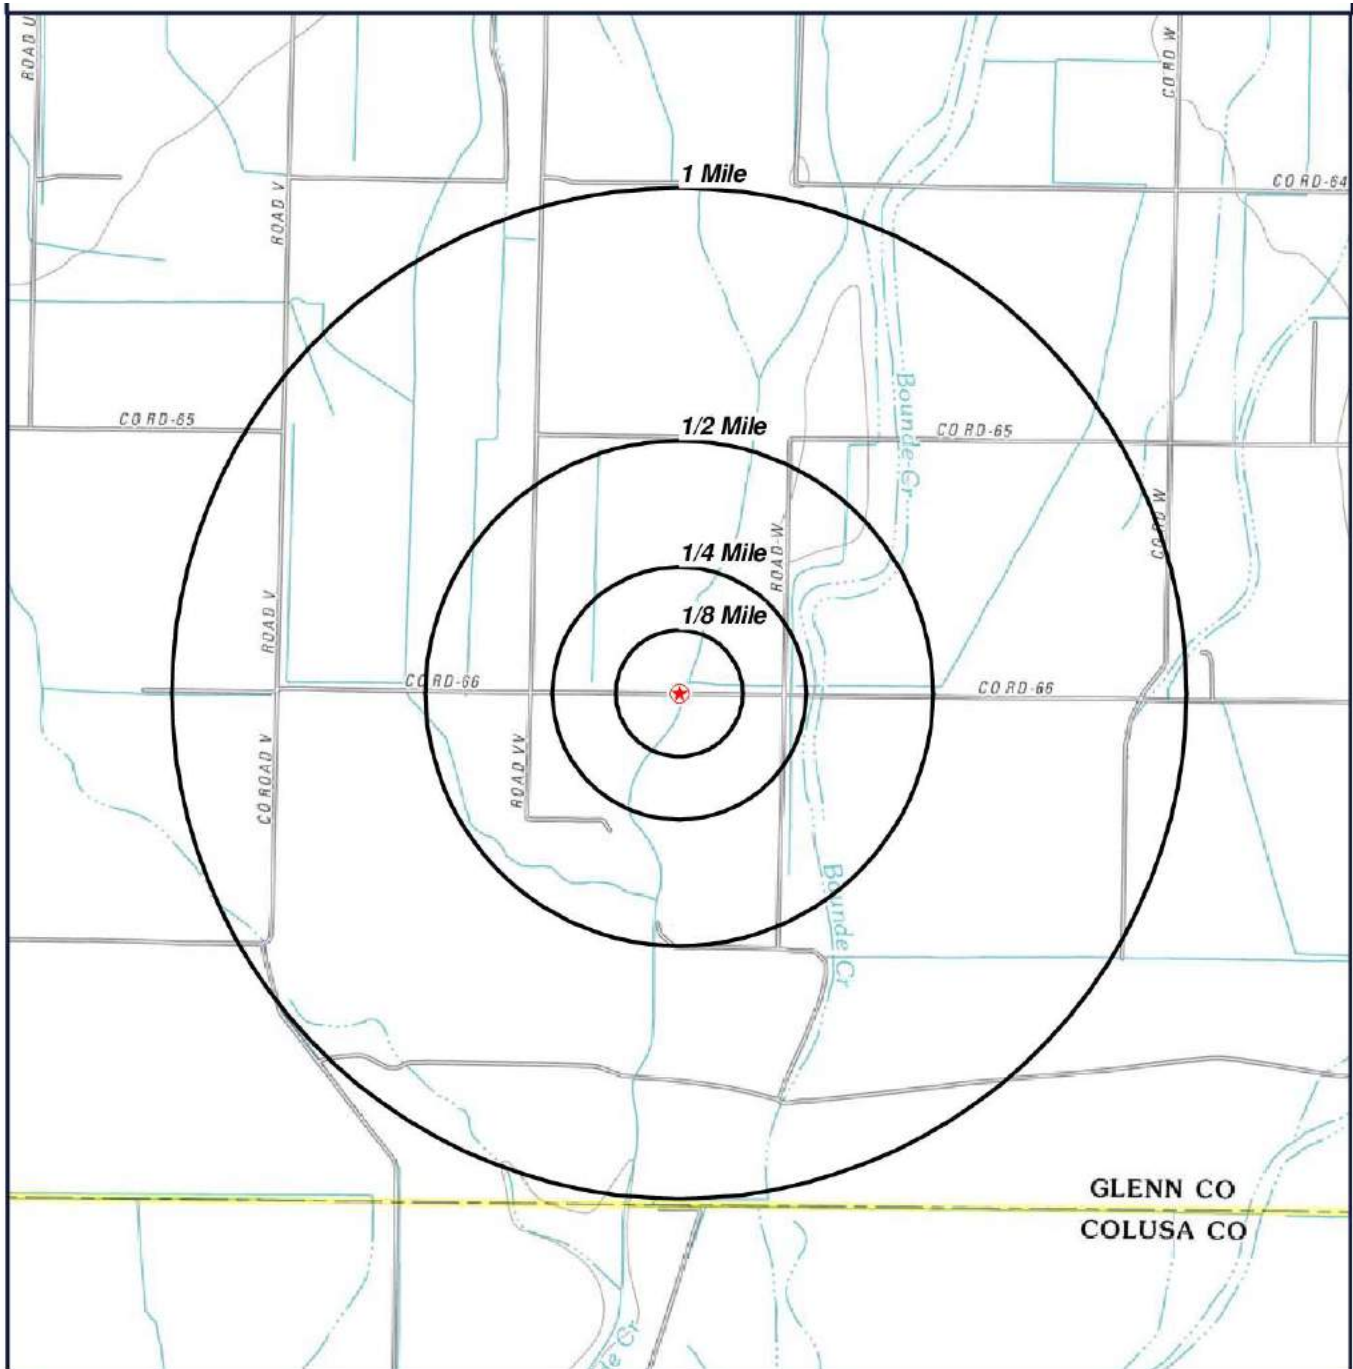 ROAD U
CO RD W
1 Mile
CO RD-64
ROAD V
CO RD-65
1/2 Mile
CO RD-65
Bounde Cr
CO RD W
1/4 Mile
ROAD W
1/8 Mile
ROAD V
CO RD-66
CO RD-66
CO ROAD V
ROAD VV
Bounde Cr
GLENN CO
COLUSA CO
de Cr